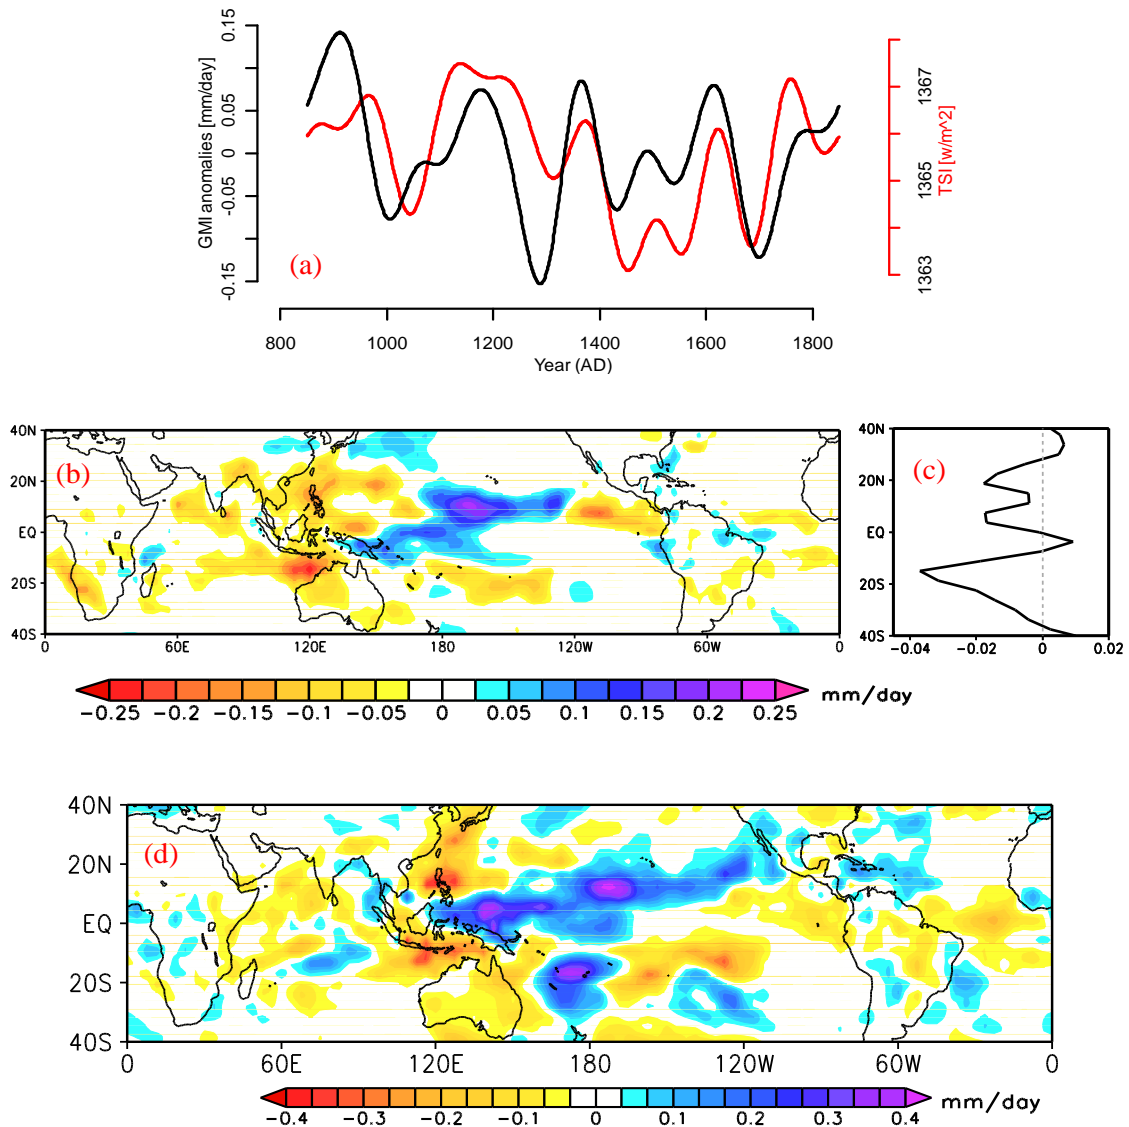 0.15
0.05
0
-0.05
-0.15
GMI anomalies [mm/day]
(a)
1367
1365
1363
TSI [w/m^2]
800 1000 1200 1400 1600 1800
Year (AD)
40N
20N
EQ
20S
40S
(b)
0 60E 120E 180 120W 60W 0
40N
20N
EQ
20S
40S
(c)
-0.04 -0.02 0 0.02
-0.25 -0.2 -0.15 -0.1 -0.05 0 0.05 0.1 0.15 0.2 0.25 mm/day
40N
20N
EQ
20S
40S
(d)
0 60E 120E 180 120W 60W 0
-0.4 -0.3 -0.2 -0.1 0 0.1 0.2 0.3 0.4 mm/day